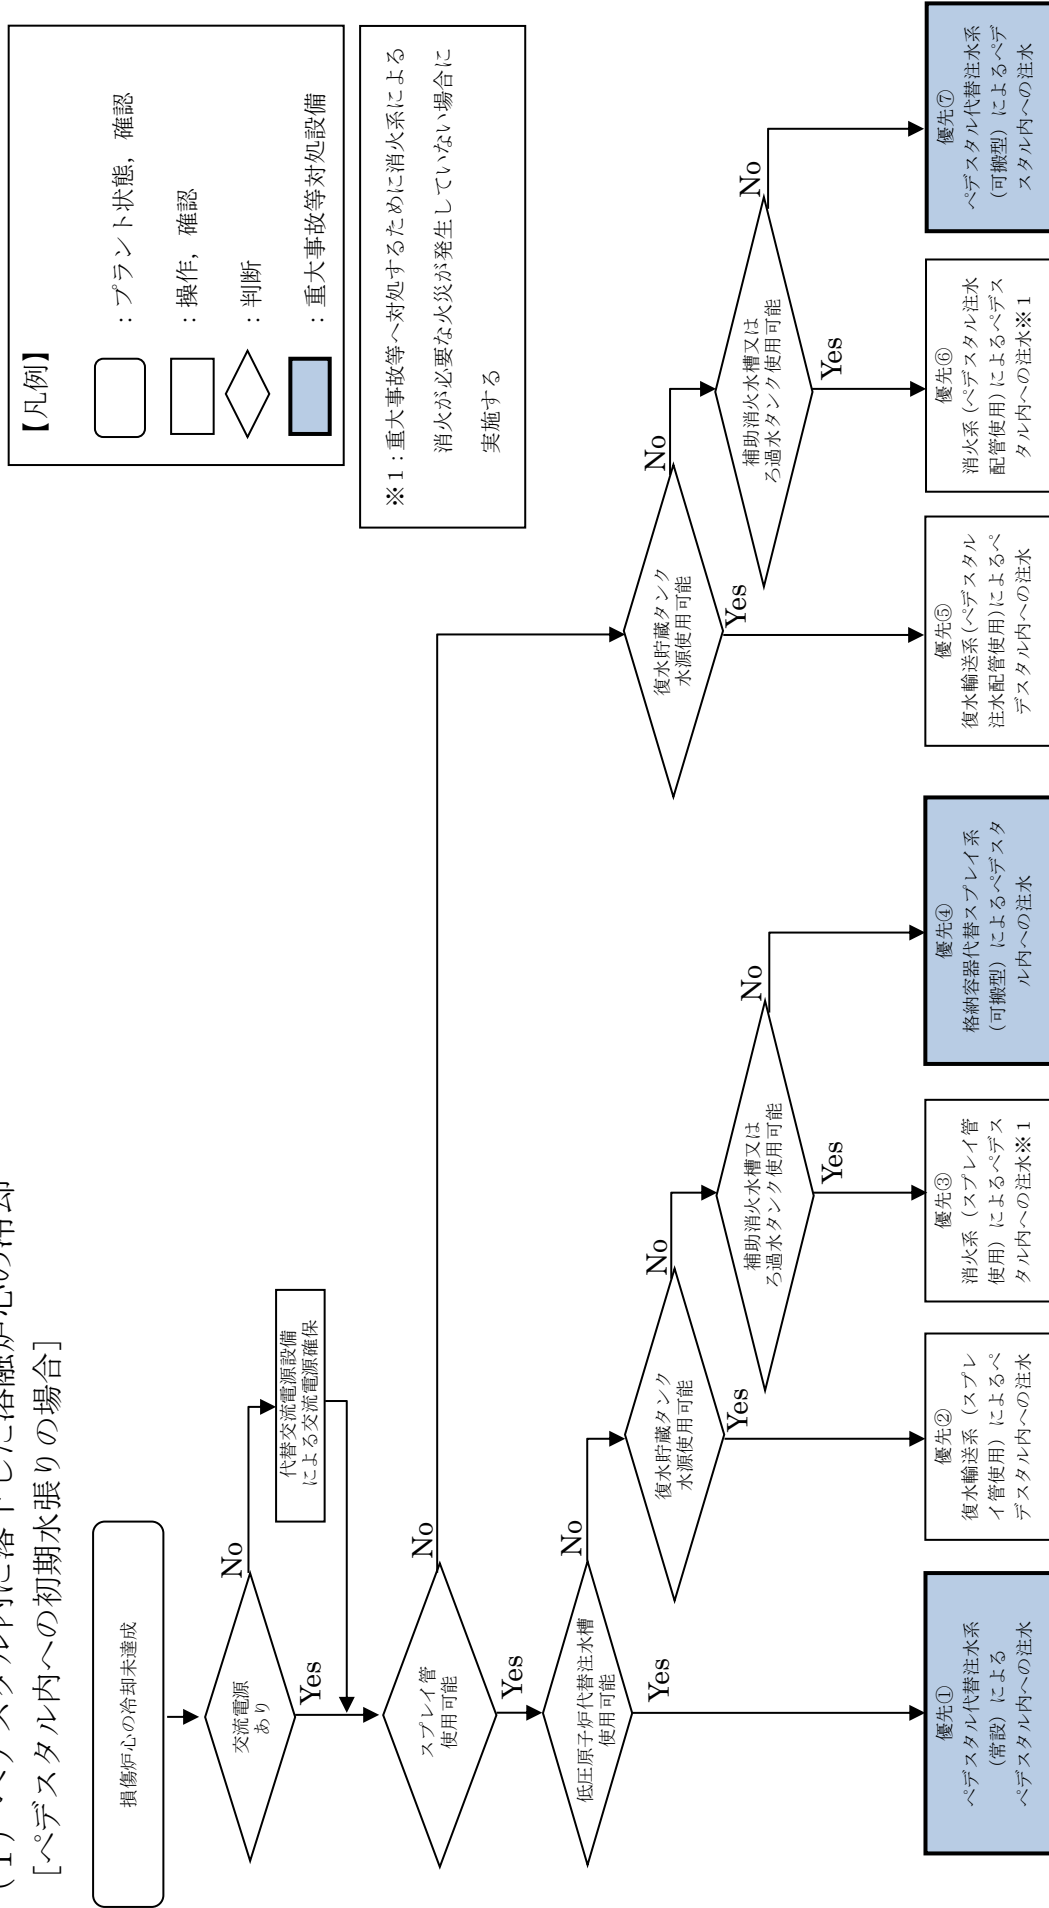 (1) ペデスタル内に落下した溶融炉心の冷却
[ペデスタル内への初期水張りの場合]
【凡例】
：プラント状態，確認
：操作，確認
：判断
：重大事故等対処設備
※1：重大事故等へ対処するために消火系による
消火が必要な火災が発生していない場合に
実施する
損傷炉心の冷却未達成
交流電源
あり
No
Yes
代替交流電源設備
による交流電源確保
スプレイ管
使用可能
No
Yes
低圧原子炉代替注水槽
使用可能
No
Yes
復水貯蔵タンク
水源使用可能
No
Yes
補助消火水槽又は
ろ過水タンク使用可能
No
Yes
復水貯蔵タンク
水源使用可能
No
Yes
補助消火水槽又は
ろ過水タンク使用可能
No
Yes
優先①
ペデスタル代替注水系
（常設）による
ペデスタル内への注水
優先②
復水輸送系（スプレ
イ管使用）によるペ
デスタル内への注水
優先③
消火系（スプレイ管
使用）によるペデス
タル内への注水※1
優先④
格納容器代替スプレイ系
（可搬型）によるペデスタ
ル内への注水
優先⑤
復水輸送系(ペデスタル
注水配管使用)によるペ
デスタル内への注水
優先⑥
消火系(ペデスタル注水
配管使用)によるペデス
タル内への注水※1
優先⑦
ペデスタル代替注水系
（可搬型）によるペデ
スタル内への注水